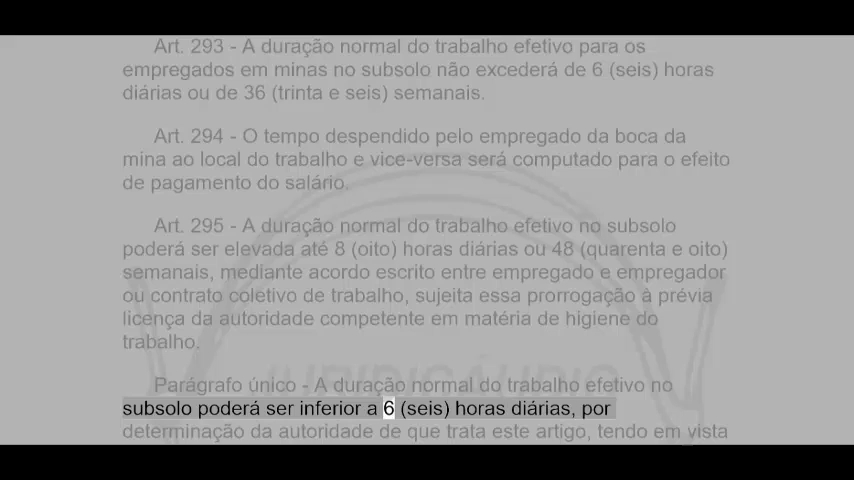 Art. 293 - A duração normal do trabalho efetivo para os
empregados em minas no subsolo não excederá de 6 (seis) horas
diárias ou de 36 (trinta e seis) semanais.
Art. 294 - O tempo despendido pelo empregado da boca da
mina ao local do trabalho e vice-versa será computado para o efeito
de pagamento do salário.
Art. 295 - A duração normal do trabalho efetivo no subsolo
poderá ser elevada até 8 (oito) horas diárias ou 48 (quarenta e oito)
semanais, mediante acordo escrito entre empregado e empregador
ou contrato coletivo de trabalho, sujeita essa prorrogação à prévia
licença da autoridade competente em matéria de higiene do
trabalho.
JURIDICÁUDIO
Parágrafo único - A duração normal do trabalho efetivo no
subsolo poderá ser inferior a 6 (seis) horas diárias, por
determinação da autoridade de que trata este artigo, tendo em vista